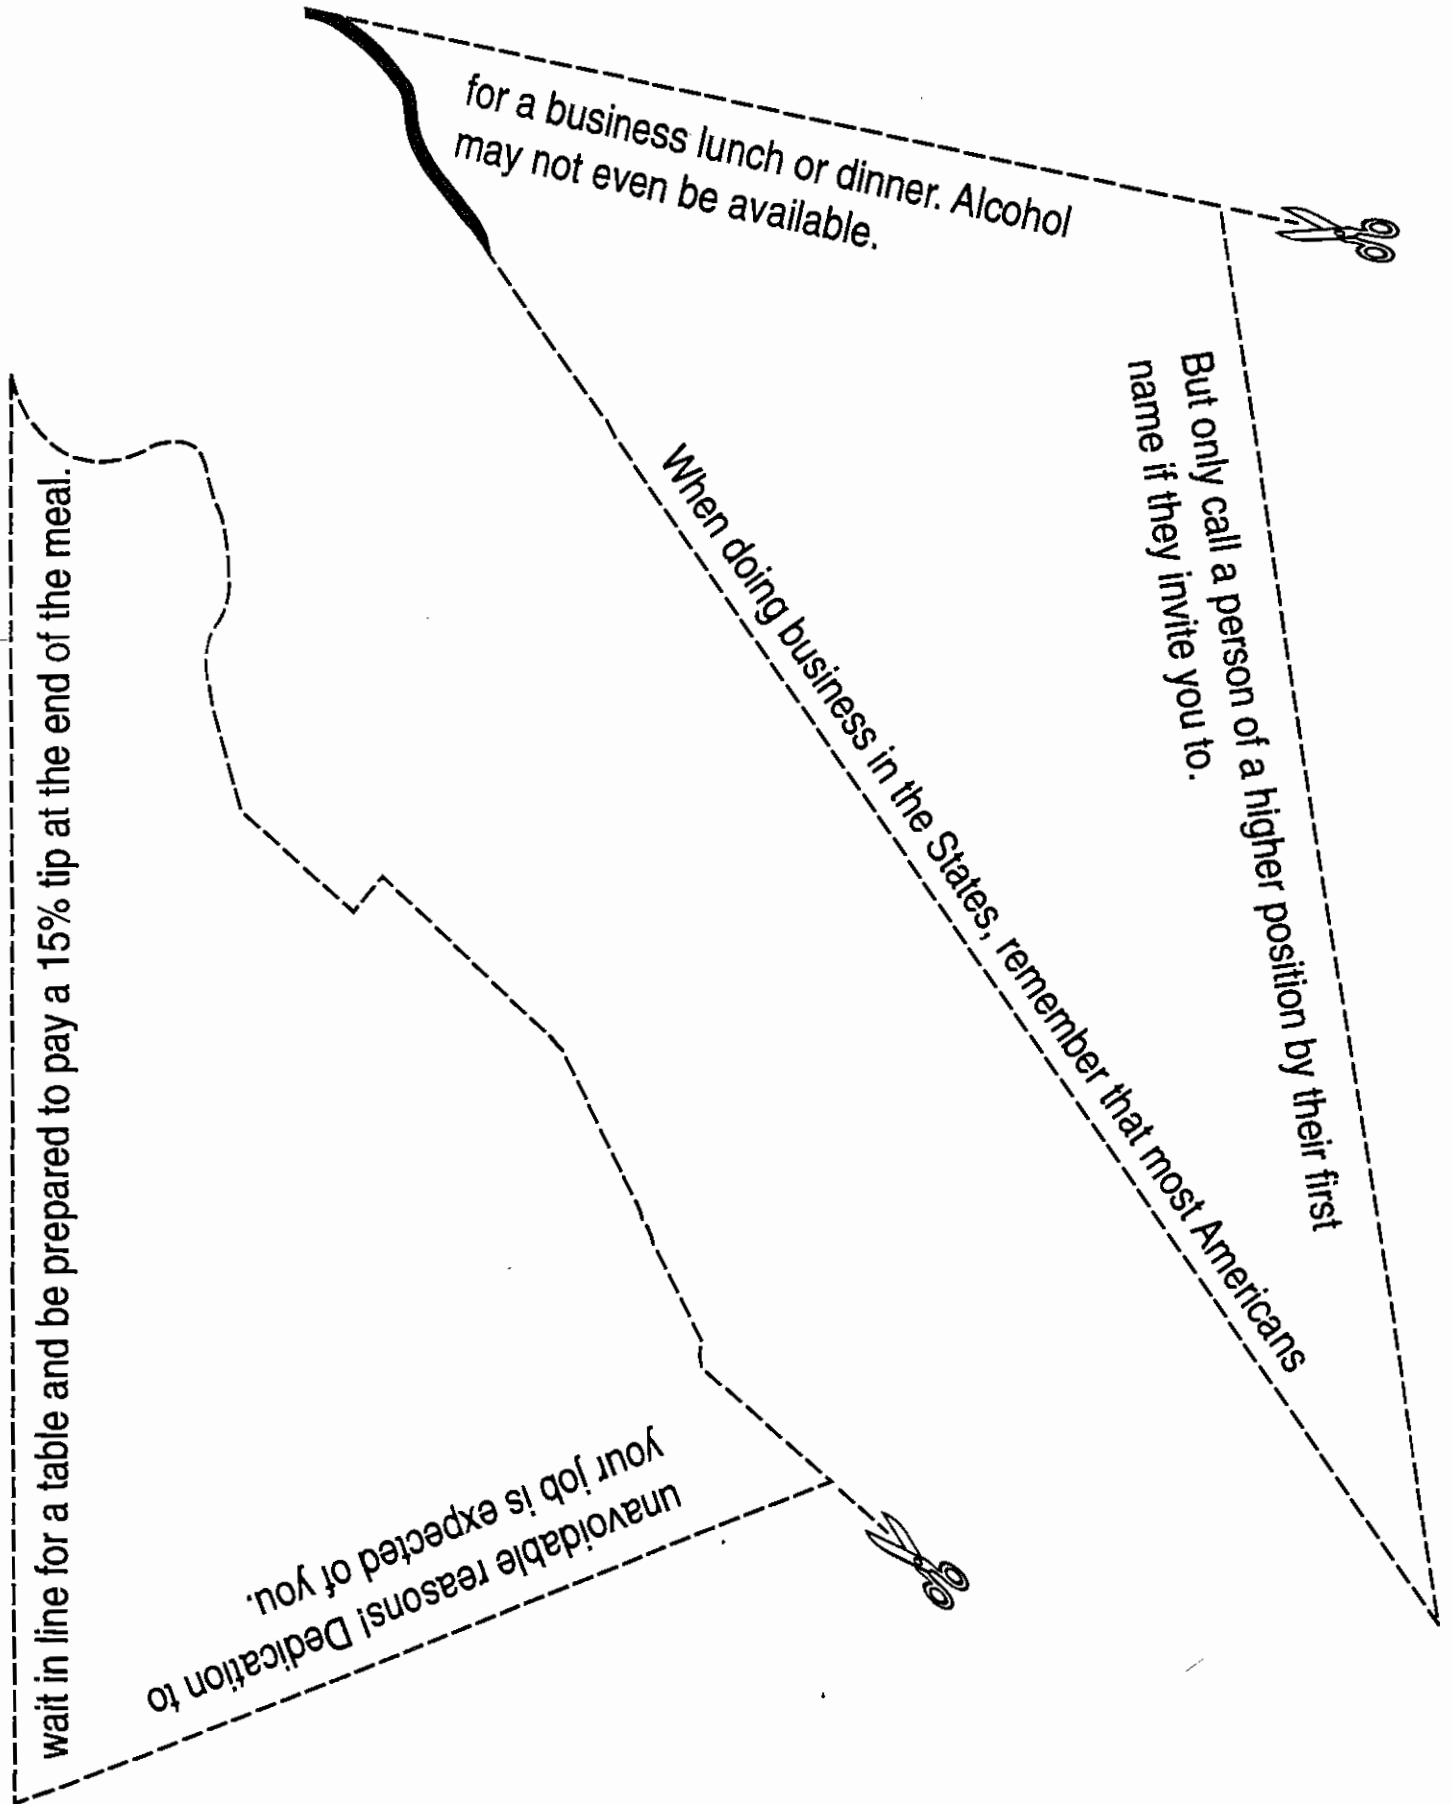 for a business lunch or dinner. Alcohol
may not even be available.
But only call a person of a higher position by their first
name if they invite you to.
When doing business in the States, remember that most Americans
wait in line for a table and be prepared to pay a 15% tip at the end of the meal.
unavoidable reasons! Dedication to
your job is expected of you.